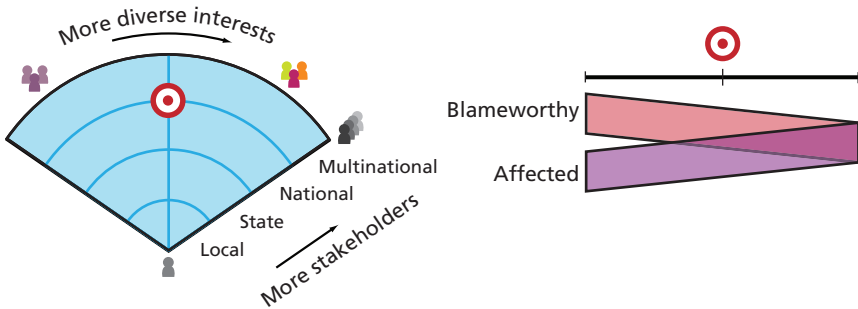 More diverse interests
Multinational
National
State
Local
More stakeholders
Blameworthy
Affected